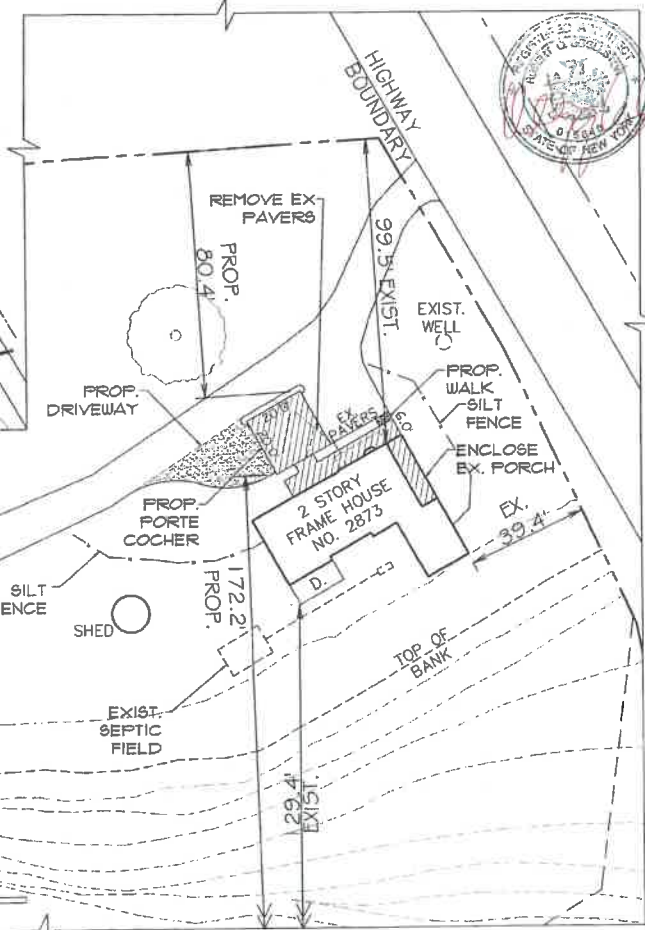 HIGHWAY
BOUNDARY
STATE OF NEW YORK
REMOVE EX
PAVERS
PROP.
80.4'
99.5' EXIST.
EXIST.
WELL
PROP.
DRIVEWAY
PROP.
WALK
SILT
FENCE
EX.
PAVERS
6.0'
ENCLOSE
EX. PORCH
PROP.
PORTE
COCHER
2 STORY
FRAME HOUSE
NO. 2873
EX.
39.4'
SILT
ENCE
SHED
172.2'
PROP.
D.
TOP OF
BANK
EXIST.
SEPTIC
FIELD
29.4'
EXIST.